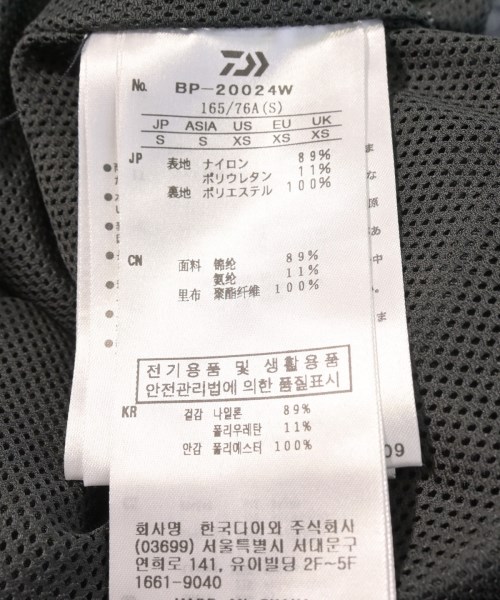 No. BP-20024W
165/76A(S)
JP ASIA US EU UK
S S XS XS XS
JP 表地 ナイロン 89%
ポリウレタン 11%
裏地 ポリエステル 100%
CN 面料 锦纶 89%
氨纶 11%
里布 聚酯纤维 100%
전기용품 및 생활용품
안전관리법에 의한 품질표시
KR 겉감 나일론 89%
폴리우레탄 11%
안감 폴리에스터 100%
09
회사명 한국다이와 주식회사
(03699) 서울특별시 서대문구
연희로 141, 유이빌딩 2F~5F
1661-9040